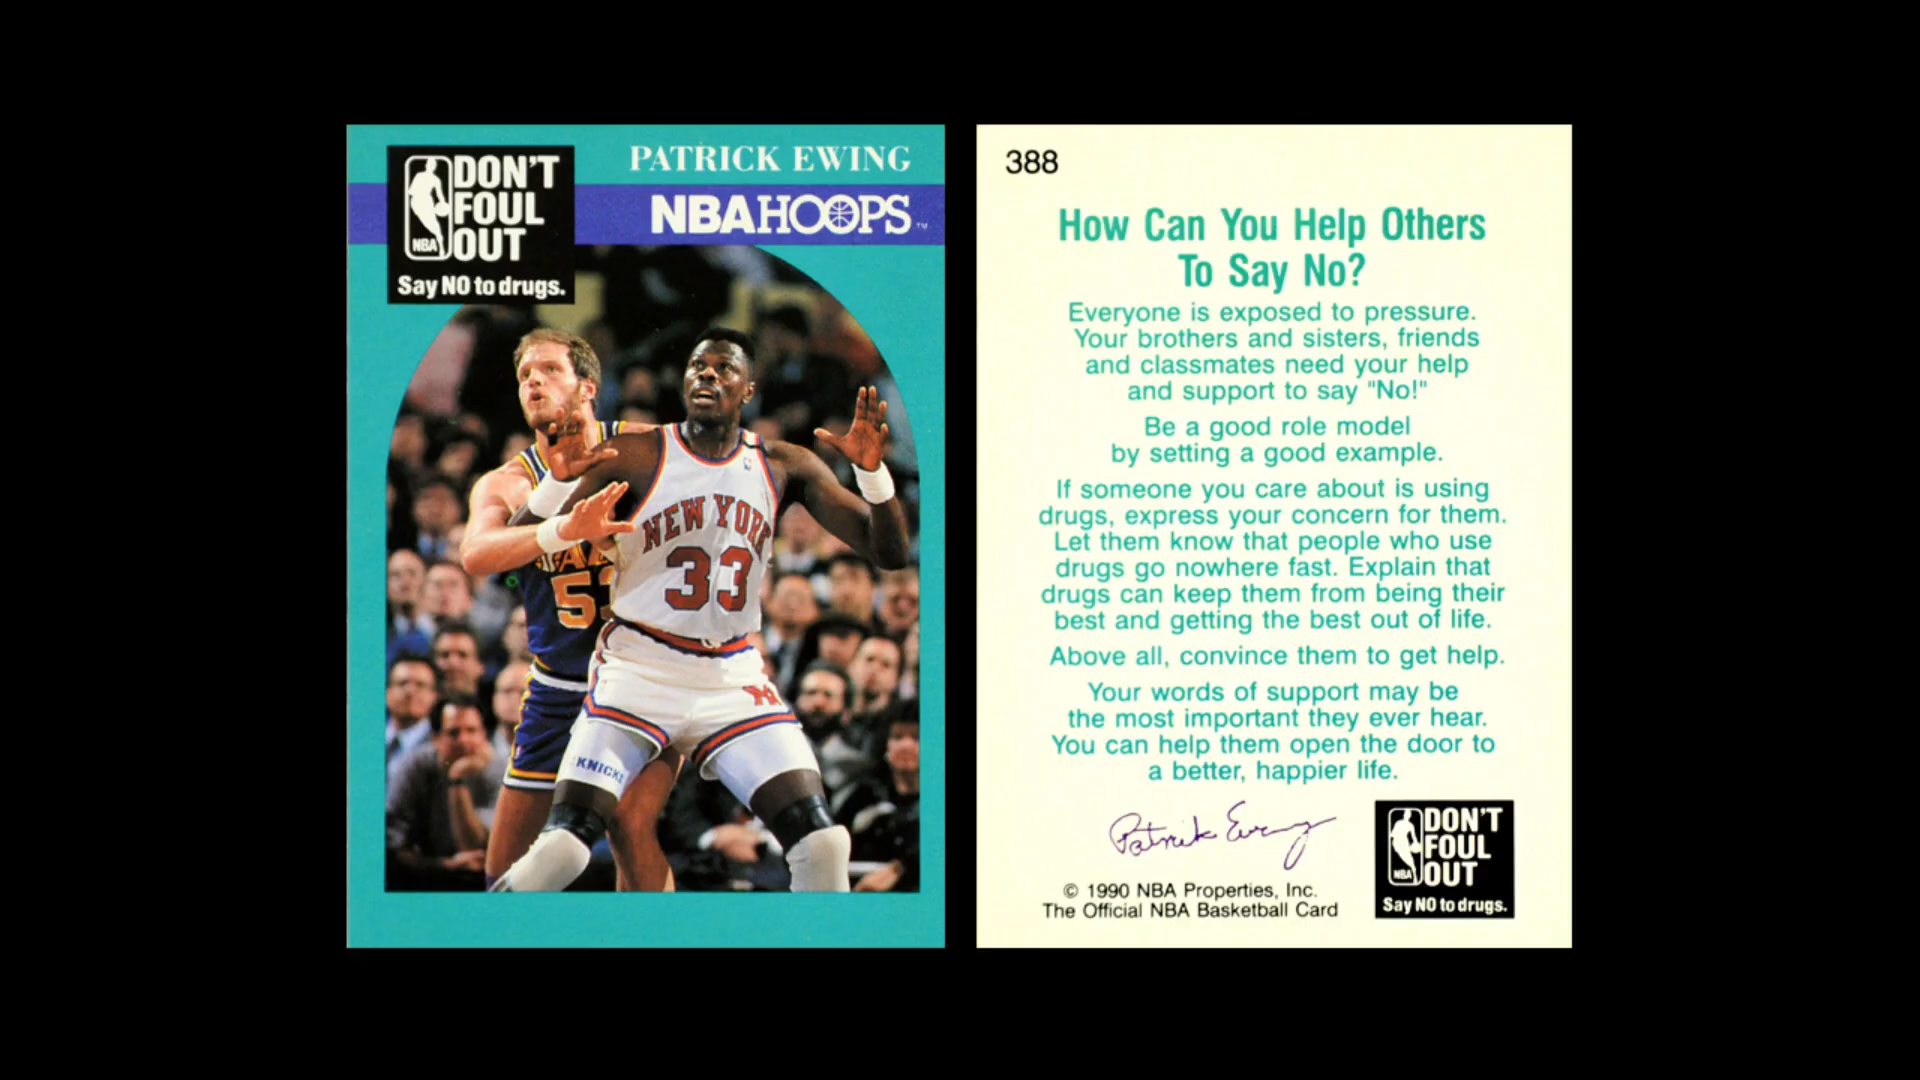 DON'T
FOUL
OUT
NBA
Say NO to drugs.
PATRICK EWING
NBA HOOPS™
NEW YORK
33
53
KNICKS
388
How Can You Help Others
To Say No?
Everyone is exposed to pressure.
Your brothers and sisters, friends
and classmates need your help
and support to say "No!"
Be a good role model
by setting a good example.
If someone you care about is using
drugs, express your concern for them.
Let them know that people who use
drugs go nowhere fast. Explain that
drugs can keep them from being their
best and getting the best out of life.
Above all, convince them to get help.
Your words of support may be
the most important they ever hear.
You can help them open the door to
a better, happier life.
Patrick Ewing
© 1990 NBA Properties, Inc.
The Official NBA Basketball Card
DON'T
FOUL
OUT
NBA
Say NO to drugs.